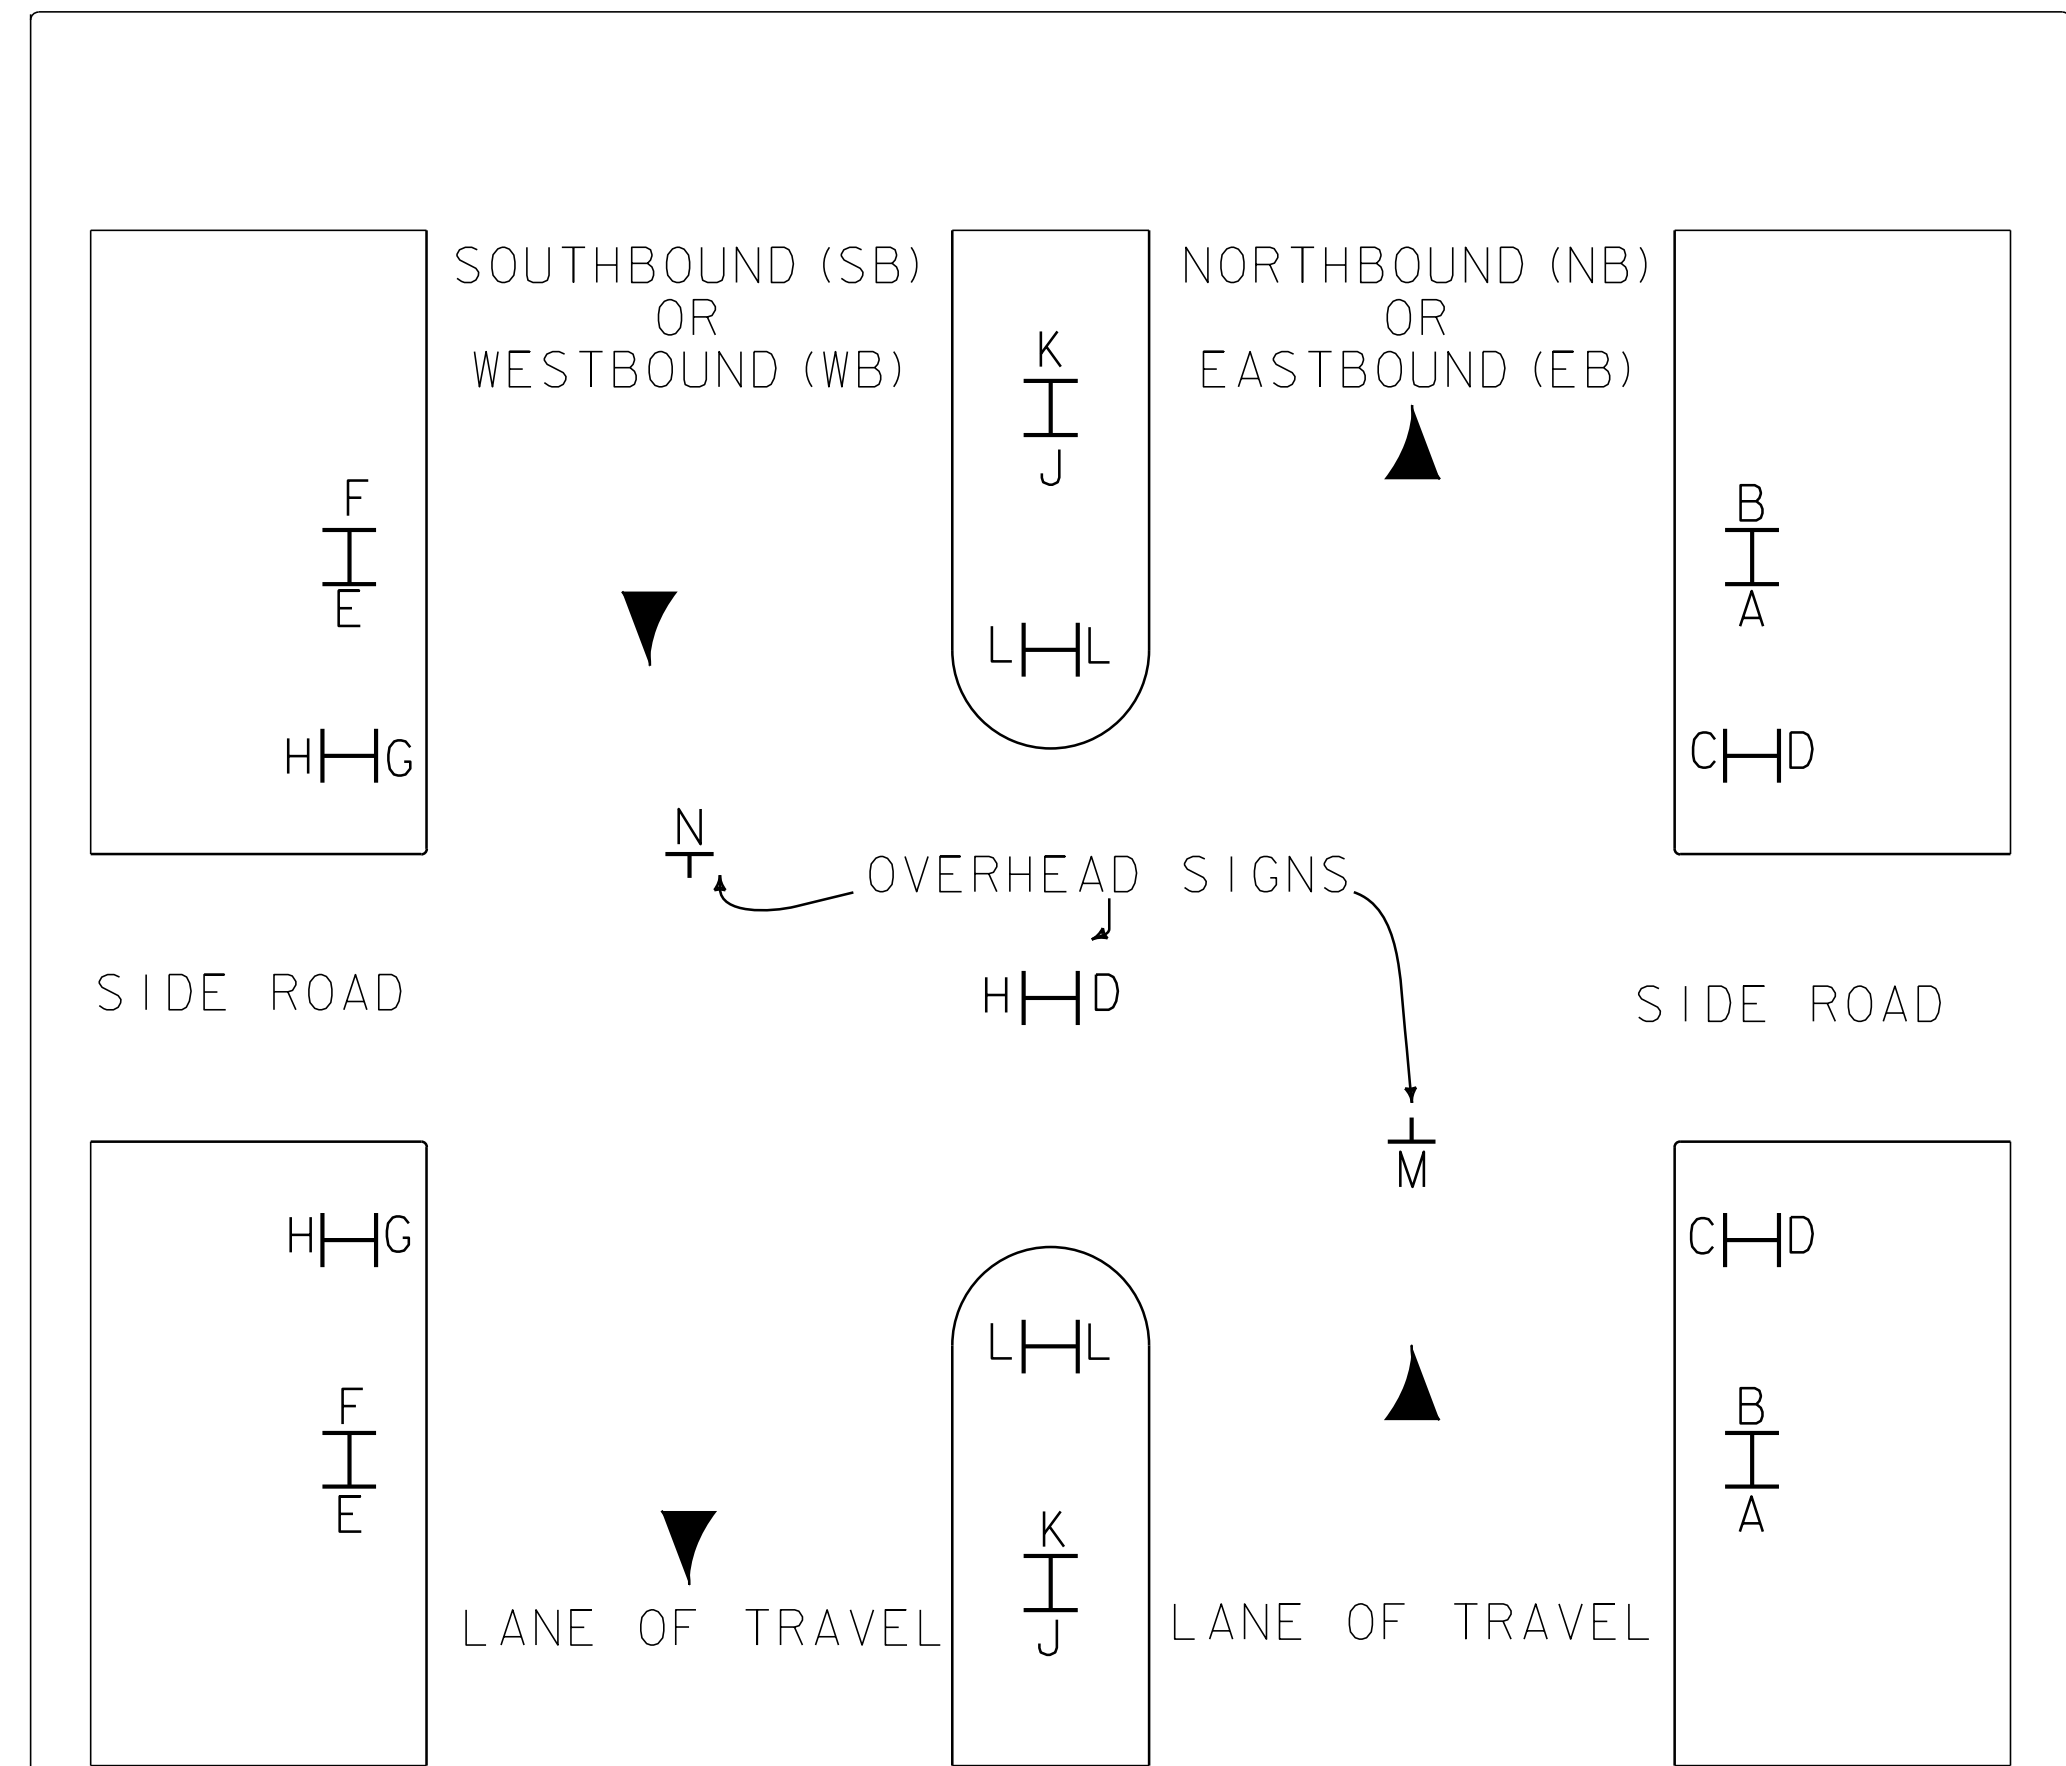 SOUTHBOUND (SB)
OR
WESTBOUND (WB)
NORTHBOUND (NB)
OR
EASTBOUND (EB)
K
J
F
E
B
A
L L
H G
C D
N
OVERHEAD SIGNS
SIDE ROAD
H D
SIDE ROAD
M
H G
C D
L L
F
E
B
A
K
J
LANE OF TRAVEL
LANE OF TRAVEL